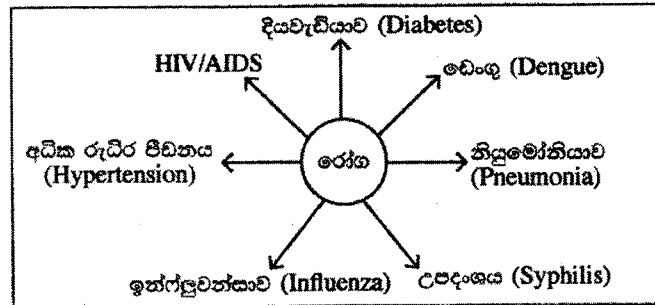 දියවැඩියාව (Diabetes)
HIV/AIDS
ඩෙංගු (Dengue)
අධික රුධිර පීඩනය
(Hypertension)
රෝග
නියුමෝනියාව
(Pneumonia)
ඉන්ෆ්ලුවන්සාව (Influenza)
උපදංශය (Syphilis)